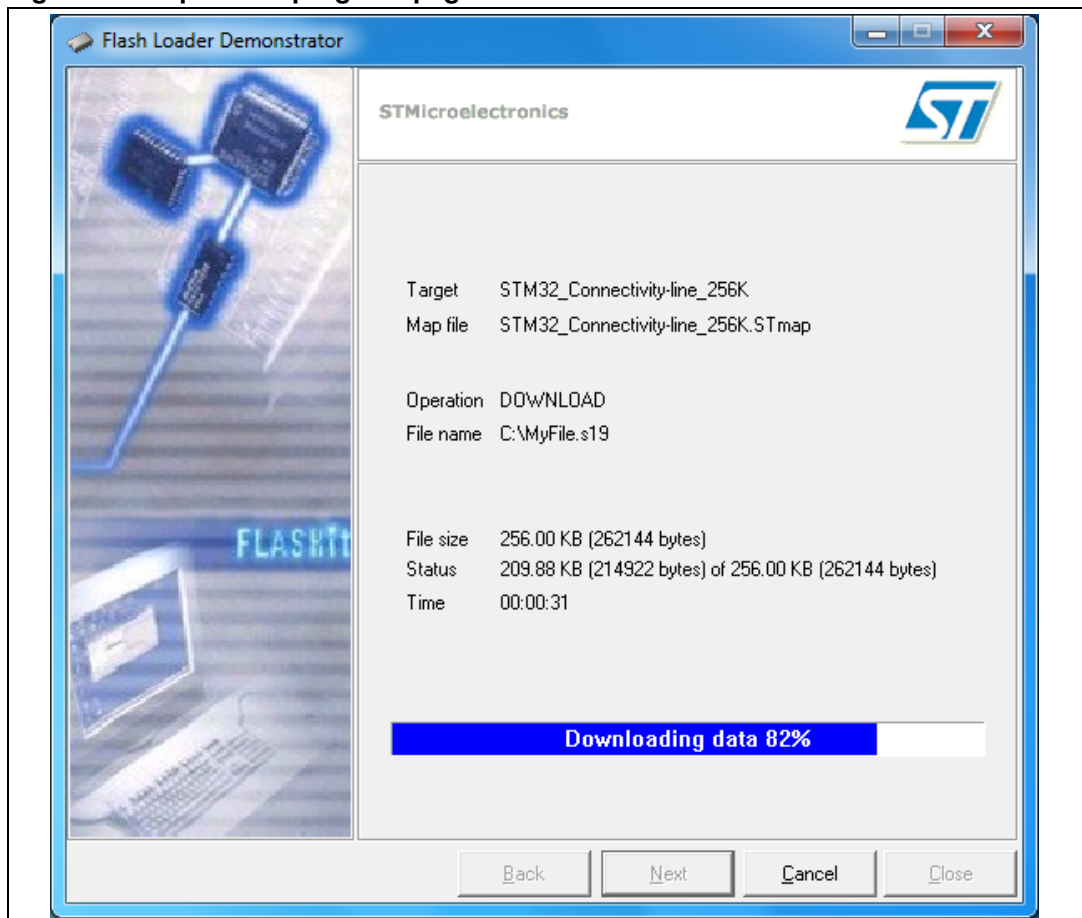 Flash Loader Demonstrator
STMicroelectronics
ST
Target STM32_Connectivity-line_256K
Map file STM32_Connectivity-line_256K.STmap
Operation DOWNLOAD
File name C:\MyFile.s19
FLASHIt
File size 256.00 KB (262144 bytes)
Status 209.88 KB (214922 bytes) of 256.00 KB (262144 bytes)
Time 00:00:31
Downloading data 82%
Back Next Cancel Close